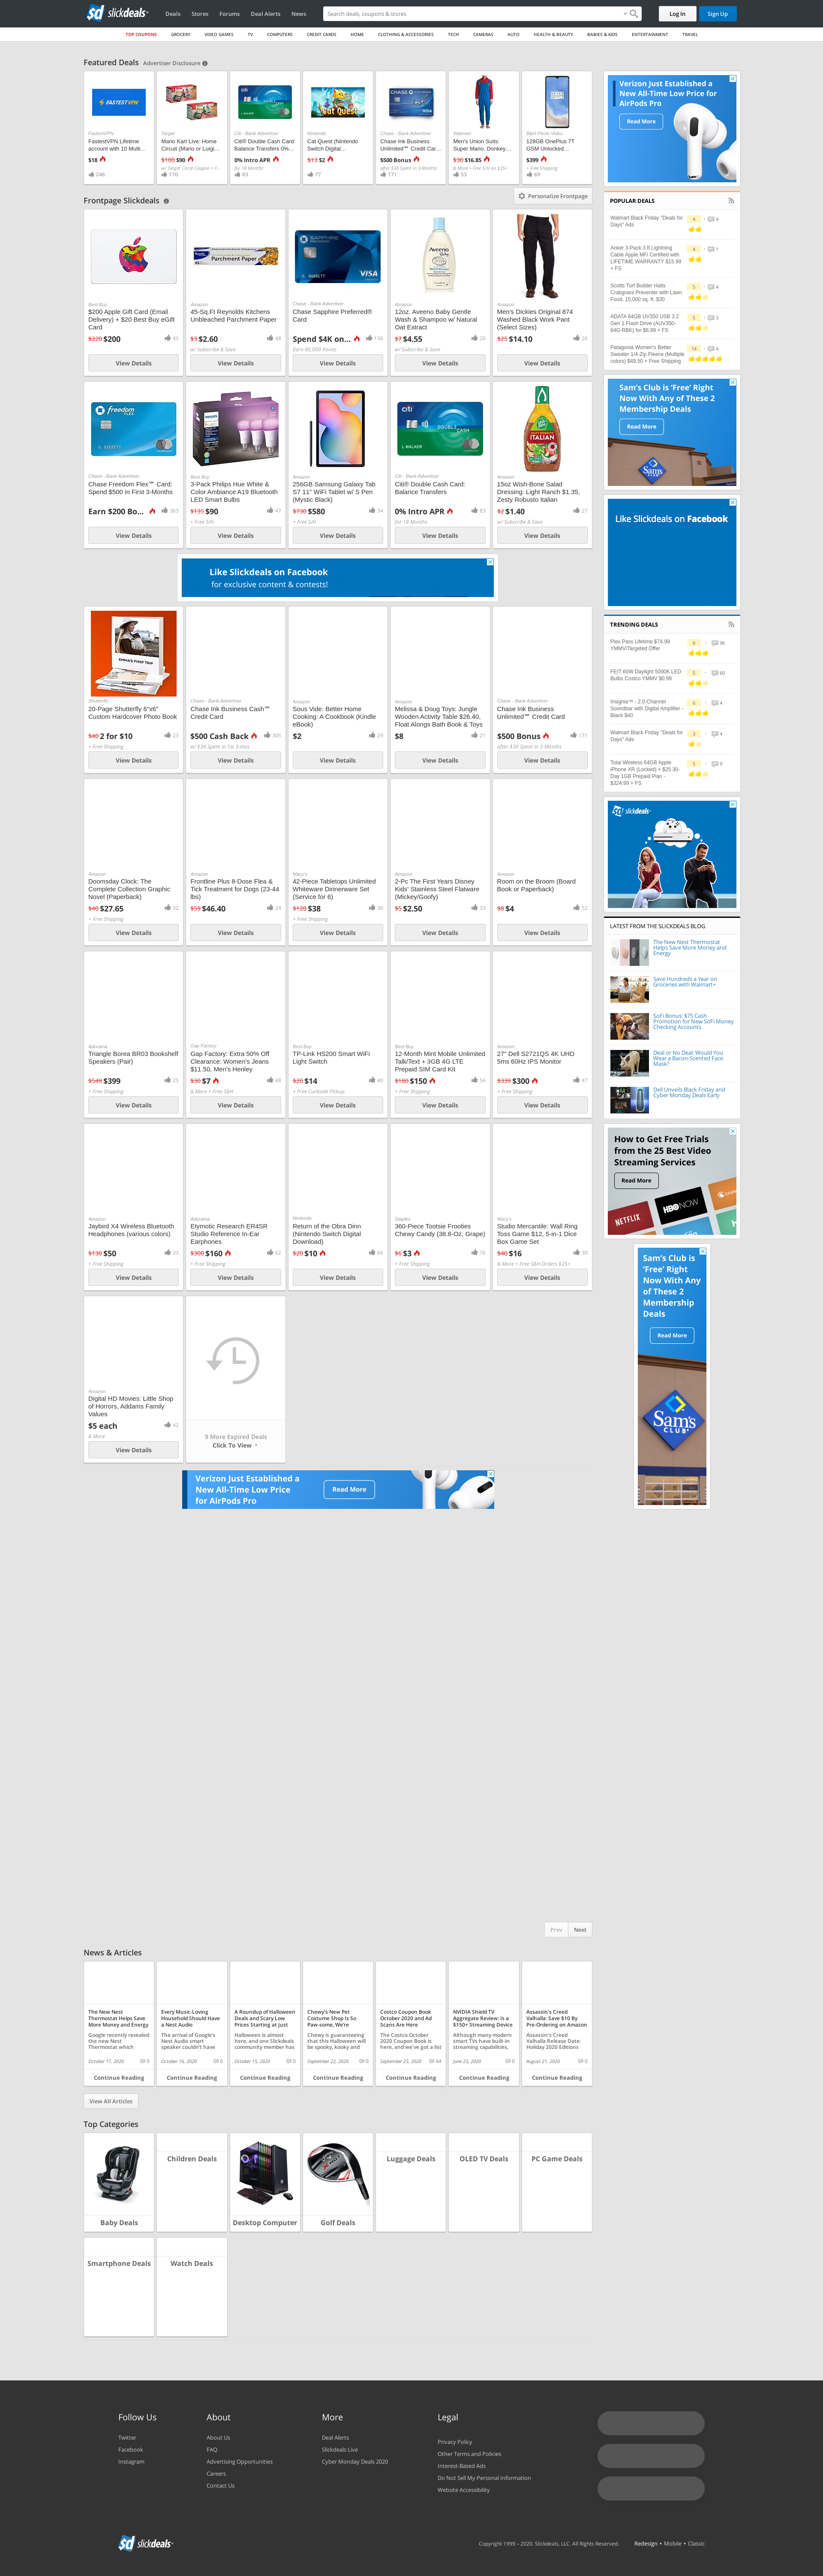 sd slickdeals
Deals
Stores
Forums
Deal Alerts
News
Search deals, coupons & stores
Log In
Sign Up
TOP COUPONS
GROCERY
VIDEO GAMES
TV
COMPUTERS
CREDIT CARDS
HOME
CLOTHING & ACCESSORIES
TECH
CAMERAS
AUTO
HEALTH & BEAUTY
BABIES & KIDS
ENTERTAINMENT
TRAVEL
Featured Deals
Advertiser Disclosure
FastestVPN
FastestVPN Lifetime
account with 10 Multi...
$18
246
Target
Mario Kart Live: Home
Circuit (Mario or Luigi...
$100 $90
w/ Target Circle Coupon + F...
176
Citi - Bank Advertiser
Citi® Double Cash Card:
Balance Transfers 0%...
0% Intro APR
for 18 Months
83
Nintendo
Cat Quest (Nintendo
Switch Digital...
$13 $2
77
Chase - Bank Advertiser
Chase Ink Business
Unlimited℠ Credit Car...
$500 Bonus
after $3K Spent in 3-Months
171
Walmart
Men's Union Suits:
Super Mario, Donkey...
$30 $16.85
& More + Free S/H on $35+
53
B&H Photo Video
128GB OnePlus 7T
GSM Unlocked...
$399
+ Free Shipping
69
Frontpage Slickdeals
Personalize Frontpage
Best Buy
$200 Apple Gift Card (Email
Delivery) + $20 Best Buy eGift
Card
$220 $200
45
View Details
Amazon
45-Sq.Ft Reynolds Kitchens
Unbleached Parchment Paper
$3 $2.60
48
w/ Subscribe & Save
View Details
Chase - Bank Advertiser
Chase Sapphire Preferred®
Card
Spend $4K on...
136
Earn 80,000 Points
View Details
Amazon
12oz. Aveeno Baby Gentle
Wash & Shampoo w/ Natural
Oat Extract
$7 $4.55
20
w/ Subscribe & Save
View Details
Amazon
Men's Dickies Original 874
Washed Black Work Pant
(Select Sizes)
$25 $14.10
26
View Details
Chase - Bank Advertiser
Chase Freedom Flex℠ Card:
Spend $500 in First 3-Months
Earn $200 Bo...
363
View Details
Best Buy
3-Pack Philips Hue White &
Color Ambiance A19 Bluetooth
LED Smart Bulbs
$135 $90
47
+ Free S/H
View Details
Amazon
256GB Samsung Galaxy Tab
S7 11" WiFi Tablet w/ S Pen
(Mystic Black)
$730 $580
34
+ Free S/H
View Details
Citi - Bank Advertiser
Citi® Double Cash Card:
Balance Transfers
0% Intro APR
83
for 18 Months
View Details
Amazon
15oz Wish-Bone Salad
Dressing: Light Ranch $1.35,
Zesty Robusto Italian
$2 $1.40
27
w/ Subscribe & Save
View Details
Like Slickdeals on Facebook
for exclusive content & contests!
Shutterfly
20-Page Shutterfly 6"x6"
Custom Hardcover Photo Book
$40 2 for $10
23
+ Free Shipping
View Details
Chase - Bank Advertiser
Chase Ink Business Cash℠
Credit Card
$500 Cash Back
305
w/ $3K Spent in 1st 3-mos
View Details
Amazon
Sous Vide: Better Home
Cooking: A Cookbook (Kindle
eBook)
$2
29
View Details
Amazon
Melissa & Doug Toys: Jungle
Wooden Activity Table $26.40,
Float Alongs Bath Book & Toys
$8
21
View Details
Chase - Bank Advertiser
Chase Ink Business
Unlimited℠ Credit Card
$500 Bonus
171
after $3K Spent in 3-Months
View Details
Amazon
Doomsday Clock: The
Complete Collection Graphic
Novel (Paperback)
$40 $27.65
32
+ Free Shipping
View Details
Amazon
Frontline Plus 8-Dose Flea &
Tick Treatment for Dogs (23-44
lbs)
$59 $46.40
24
View Details
Macy's
42-Piece Tabletops Unlimited
Whiteware Dinnerware Set
(Service for 6)
$120 $38
36
+ Free Shipping
View Details
Amazon
2-Pc The First Years Disney
Kids' Stainless Steel Flatware
(Mickey/Goofy)
$5 $2.50
33
View Details
Amazon
Room on the Broom (Board
Book or Paperback)
$8 $4
52
View Details
Adorama
Triangle Borea BR03 Bookshelf
Speakers (Pair)
$549 $399
25
+ Free Shipping
View Details
Gap Factory
Gap Factory: Extra 50% Off
Clearance: Women's Jeans
$11.50, Men's Henley
$30 $7
48
& More + Free S&H
View Details
Best Buy
TP-Link HS200 Smart WiFi
Light Switch
$20 $14
40
+ Free Curbside Pickup
View Details
Best Buy
12-Month Mint Mobile Unlimited
Talk/Text + 3GB 4G LTE
Prepaid SIM Card Kit
$180 $150
56
+ Free Shipping
View Details
Amazon
27" Dell S2721QS 4K UHD
5ms 60Hz IPS Monitor
$339 $300
47
+ Free Shipping
View Details
Amazon
Jaybird X4 Wireless Bluetooth
Headphones (various colors)
$130 $50
33
+ Free Shipping
View Details
Adorama
Etymotic Research ER4SR
Studio Reference In-Ear
Earphones
$300 $160
62
+ Free Shipping
View Details
Nintendo
Return of the Obra Dinn
(Nintendo Switch Digital
Download)
$20 $10
66
View Details
Staples
360-Piece Tootsie Frooties
Chewy Candy (38.8-Oz, Grape)
$6 $3
76
+ Free Shipping
View Details
Macy's
Studio Mercantile: Wall Ring
Toss Game $12, 5-in-1 Dice
Box Game Set
$40 $16
30
& More + Free S&H Orders $25+
View Details
Amazon
Digital HD Movies: Little Shop
of Horrors, Addams Family
Values
$5 each
42
& More
View Details
9 More Expired Deals
Click To View
Verizon Just Established a
New All-Time Low Price
for AirPods Pro
Read More
Prev
Next
Verizon Just Established a
New All-Time Low Price for
AirPods Pro
Read More
POPULAR DEALS
Walmart Black Friday "Deals for
Days" Ads
4
4
Anker 3-Pack 3 ft Lightning
Cable Apple MFi Certified with
LIFETIME WARRANTY $15.99
+ FS
4
1
Scotts Turf Builder Halts
Crabgrass Preventer with Lawn
Food, 15,000 sq. ft. $30
5
4
ADATA 64GB UV350 USB 3.2
Gen 1 Flash Drive (AUV350-
64G-RBK) for $6.99 + FS
5
3
Patagonia Women's Better
Sweater 1/4-Zip Fleece (Multiple
colors) $49.50 + Free Shipping
14
4
Sam's Club is 'Free' Right
Now With Any of These 2
Membership Deals
Read More
Like Slickdeals on Facebook
TRENDING DEALS
Plex Pass Lifetime $74.99
YMMV/Targeted Offer
6
96
FEIT 60W Daylight 5000K LED
Bulbs Costco YMMV $0.99
5
60
Insignia™ - 2.0-Channel
Soundbar with Digital Amplifier -
Black $40
6
4
Walmart Black Friday "Deals for
Days" Ads
3
4
Total Wireless 64GB Apple
iPhone XR (Locked) + $25 30-
Day 1GB Prepaid Plan -
$324.99 + FS
5
9
sd slickdeals
LATEST FROM THE SLICKDEALS BLOG
The New Nest Thermostat
Helps Save More Money and
Energy
Save Hundreds a Year on
Groceries with Walmart+
SoFi Bonus: $75 Cash
Promotion for New SoFi Money
Checking Accounts
Deal or No Deal: Would You
Wear a Bacon-Scented Face
Mask?
Dell Unveils Black Friday and
Cyber Monday Deals Early
How to Get Free Trials
from the 25 Best Video
Streaming Services
Read More
NETFLIX
HBO NOW
Sam's Club is
'Free' Right
Now With Any
of These 2
Membership
Deals
Read More
Sam's
CLUB
News & Articles
The New Nest
Thermostat Helps Save
More Money and Energy
Google recently revealed
the new Nest
Thermostat which
October 17, 2020
0
Continue Reading
Every Music-Loving
Household Should Have
a Nest Audio
The arrival of Google's
Nest Audio smart
speaker couldn't have
October 16, 2020
0
Continue Reading
A Roundup of Halloween
Deals and Scary Low
Prices Starting at Just
Halloween is almost
here, and one Slickdeals
community member has
October 15, 2020
0
Continue Reading
Chewy's New Pet
Costume Shop Is So
Paw-some, We're
Chewy is guaranteeing
that this Halloween will
be spooky, kooky and
September 22, 2020
0
Continue Reading
Costco Coupon Book
October 2020 and Ad
Scans Are Here
The Costco October
2020 Coupon Book is
here, and we've got a list
September 23, 2020
44
Continue Reading
NVIDIA Shield TV
Aggregate Review: Is a
$150+ Streaming Device
Although many modern
smart TVs have built-in
streaming capabilities,
June 23, 2020
0
Continue Reading
Assassin's Creed
Valhalla: Save $10 By
Pre-Ordering on Amazon
Assassin's Creed
Valhalla Release Date:
Holiday 2020 Editions
August 21, 2020
0
Continue Reading
View All Articles
Top Categories
Baby Deals
Children Deals
Desktop Computer
Golf Deals
Luggage Deals
OLED TV Deals
PC Game Deals
Smartphone Deals
Watch Deals
Follow Us
Twitter
Facebook
Instagram
About
About Us
FAQ
Advertising Opportunities
Careers
Contact Us
More
Deal Alerts
Slickdeals Live
Cyber Monday Deals 2020
Legal
Privacy Policy
Other Terms and Policies
Interest-Based Ads
Do Not Sell My Personal Information
Website Accessibility
sd slickdeals
Copyright 1999 - 2020. Slickdeals, LLC. All Rights Reserved.
Redesign • Mobile • Classic